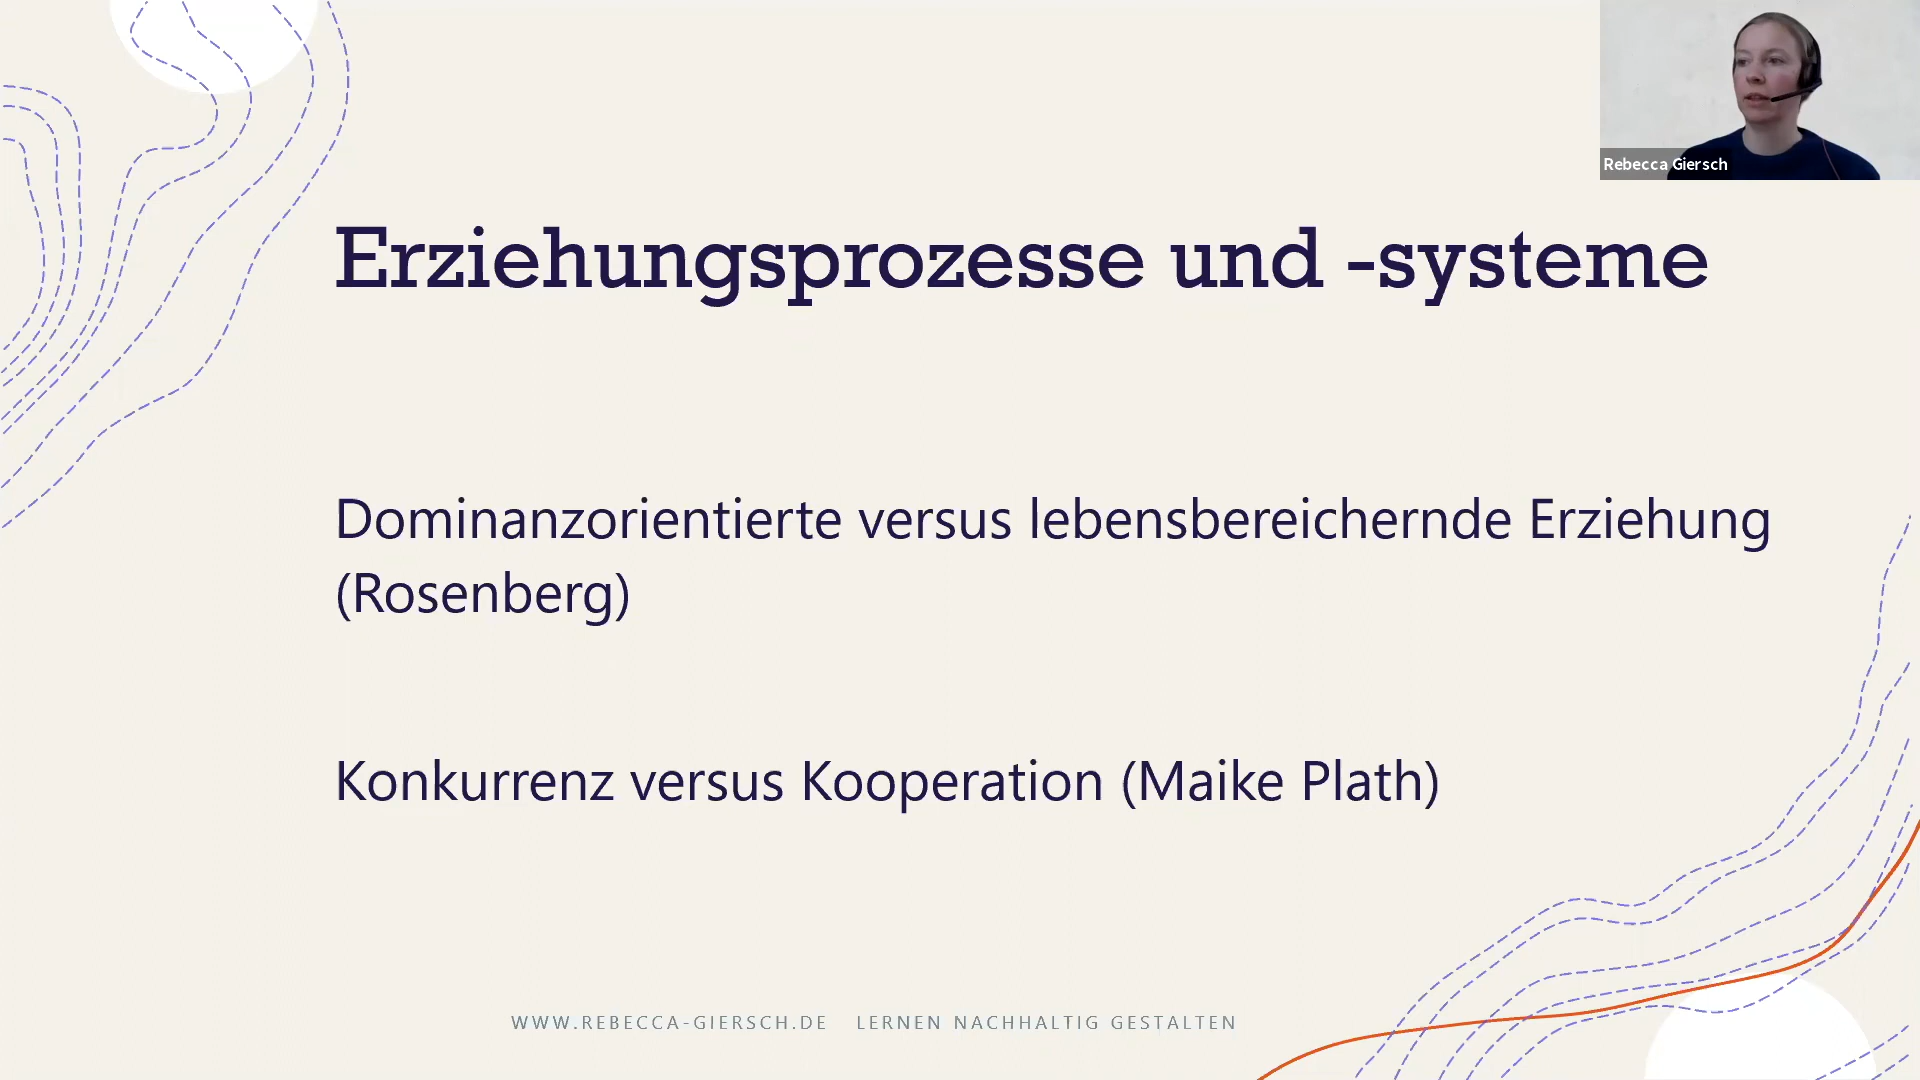 Rebecca Giersch
Erziehungsprozesse und -systeme
Dominanzorientierte versus lebensbereichernde Erziehung
(Rosenberg)
Konkurrenz versus Kooperation (Maike Plath)
WWW.REBECCA-GIERSCH.DE LERNEN NACHHALTIG GESTALTEN